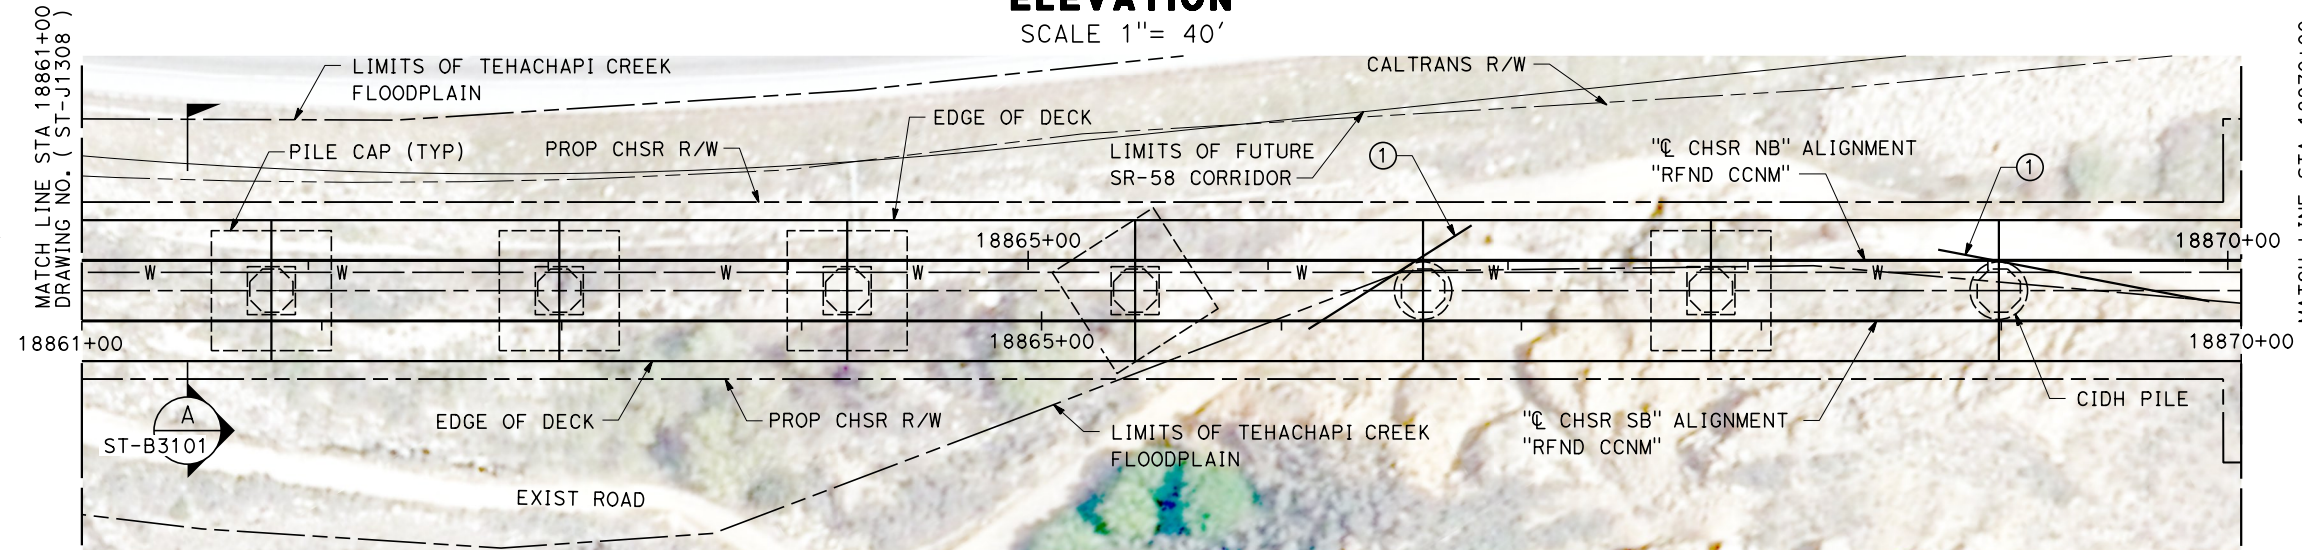 ELEVATION
SCALE 1"= 40'
MATCH LINE STA 18861+00
DRAWING NO. ( ST-J1308 )
LIMITS OF TEHACHAPI CREEK
FLOODPLAIN
CALTRANS R/W
EDGE OF DECK
PILE CAP (TYP)
PROP CHSR R/W
LIMITS OF FUTURE
SR-58 CORRIDOR
1
"℄ CHSR NB" ALIGNMENT
"RFND CCNM"
1
18865+00
18870+00
W
W
W
W
W
W
W
18861+00
18865+00
18870+00
A
ST-B3101
EDGE OF DECK
PROP CHSR R/W
LIMITS OF TEHACHAPI CREEK
FLOODPLAIN
"℄ CHSR SB" ALIGNMENT
"RFND CCNM"
CIDH PILE
EXIST ROAD